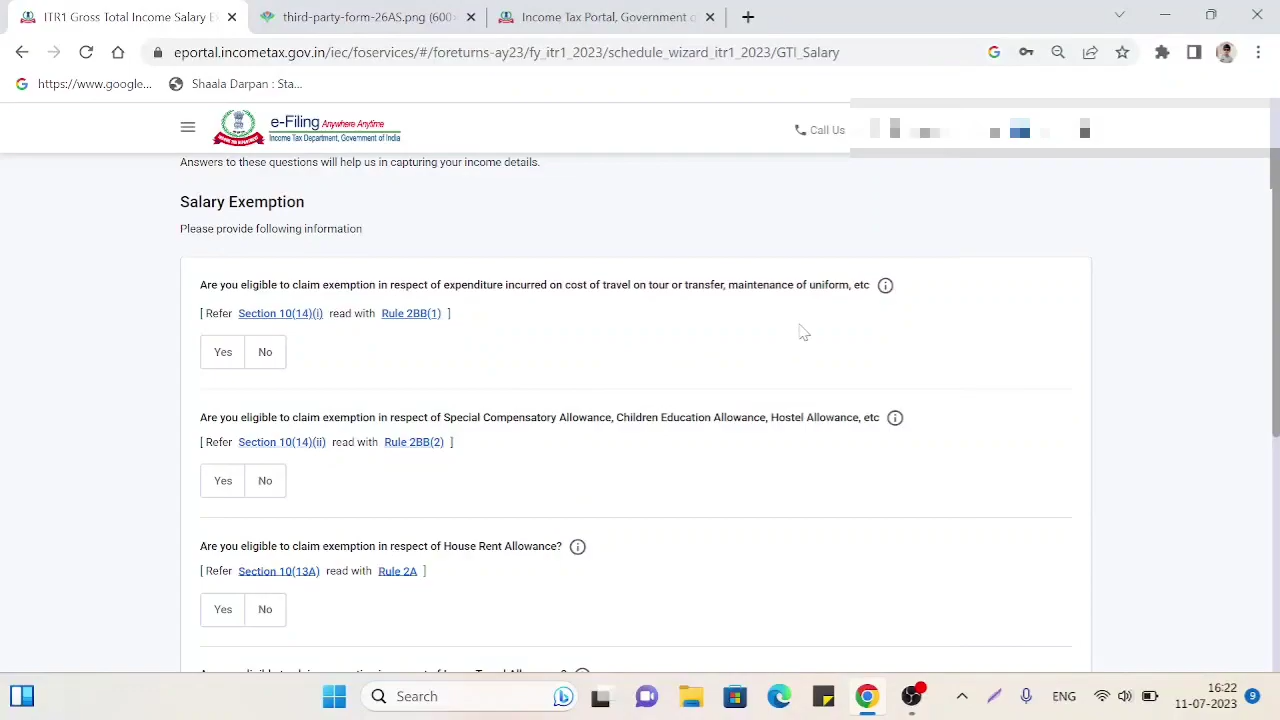 ITR1 Gross Total Income Salary E
third-party-form-26AS.png (600×
Income Tax Portal, Government o
eportal.incometax.gov.in/iec/foservices/#/foreturns-ay23/fy_itr1_2023/schedule_wizard_itr1_2023/GTI_Salary
https://www.google...
Shaala Darpan : Sta...
e-Filing Anywhere Anytime
Income Tax Department, Government of India
Call Us
Answers to these questions will help us in capturing your income details.
Salary Exemption
Please provide following information
Are you eligible to claim exemption in respect of expenditure incurred on cost of travel on tour or transfer, maintenance of uniform, etc
[ Refer Section 10(14)(i) read with Rule 2BB(1) ]
Yes No
Are you eligible to claim exemption in respect of Special Compensatory Allowance, Children Education Allowance, Hostel Allowance, etc
[ Refer Section 10(14)(ii) read with Rule 2BB(2) ]
Yes No
Are you eligible to claim exemption in respect of House Rent Allowance?
[ Refer Section 10(13A) read with Rule 2A ]
Yes No
Search
ENG
16:22
11-07-2023
9